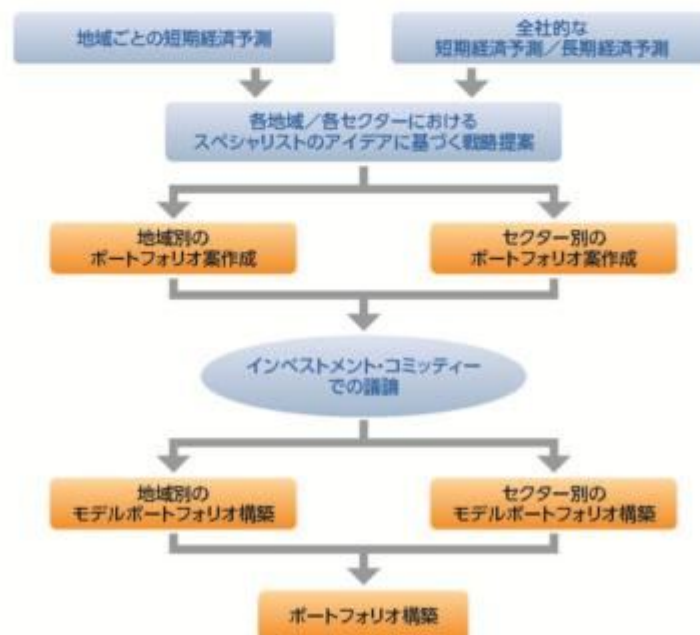 地域ごとの短期経済予測
全社的な
短期経済予測／長期経済予測
各地域／各セクターにおける
スペシャリストのアイデアに基づく戦略提案
地域別の
ポートフォリオ案作成
セクター別の
ポートフォリオ案作成
インベストメント・コミッティー
での議論
地域別の
モデルポートフォリオ構築
セクター別の
モデルポートフォリオ構築
ポートフォリオ構築